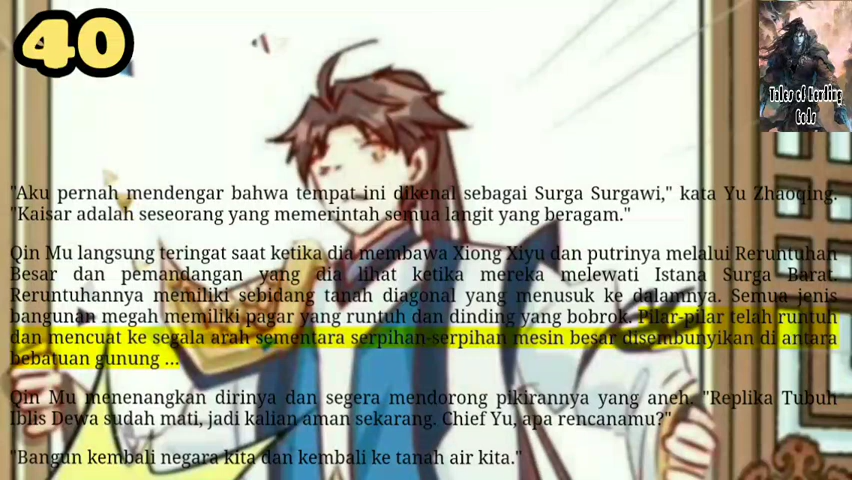 40
Tales of Herding
Gods
"Aku pernah mendengar bahwa tempat ini dikenal sebagai Surga Surgawi," kata Yu Zhaoqing.
"Kaisar adalah seseorang yang memerintah semua langit yang beragam."
Qin Mu langsung teringat saat ketika dia membawa Xiong Xiyu dan putrinya melalui Reruntuhan
Besar dan pemandangan yang dia lihat ketika mereka melewati Istana Surga Barat.
Reruntuhannya memiliki sebidang tanah diagonal yang menusuk ke dalamnya. Semua jenis
bangunan megah memiliki pagar yang runtuh dan dinding yang bobrok. Pilar-pilar telah runtuh
dan mencuat ke segala arah sementara serpihan-serpihan mesin besar disembunyikan di antara
bebatuan gunung ...
Qin Mu menenangkan dirinya dan segera mendorong pikirannya yang aneh. "Replika Tubuh
Iblis Dewa sudah mati, jadi kalian aman sekarang. Chief Yu, apa rencanamu?"
"Bangun kembali negara kita dan kembali ke tanah air kita."